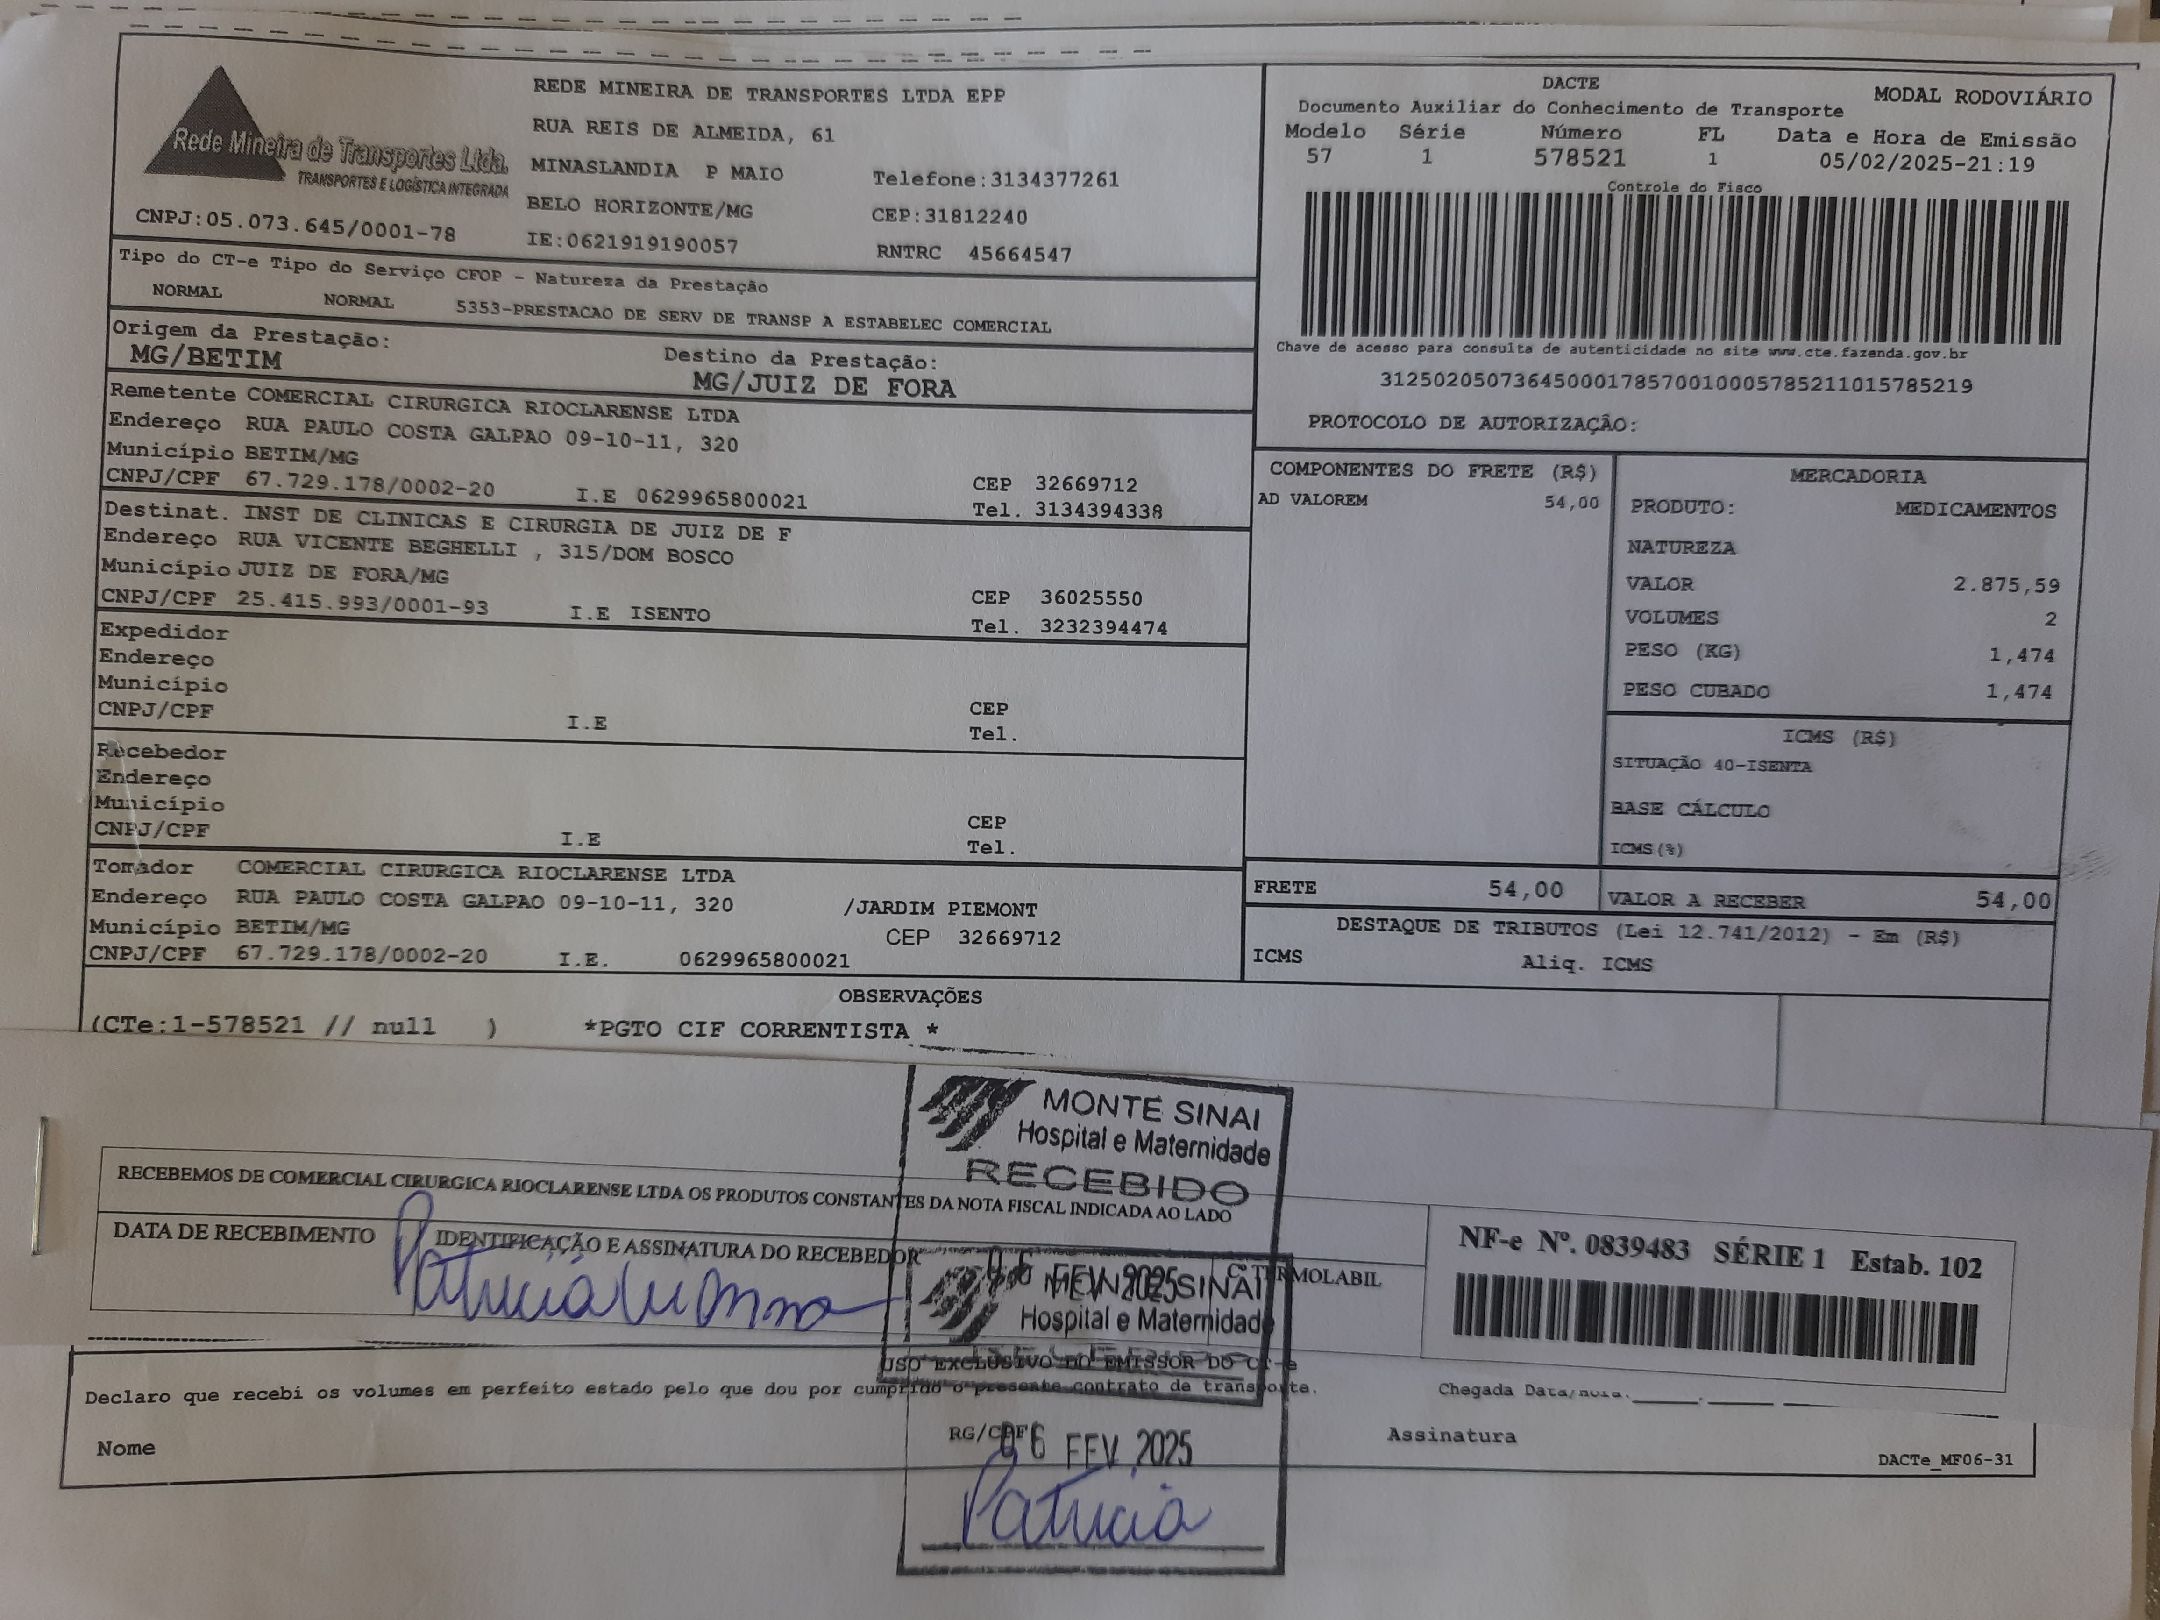 Rede Mineira de Transportes Ltda.
TRANSPORTES E LOGÍSTICA INTEGRADA
CNPJ:05.073.645/0001-78
REDE MINEIRA DE TRANSPORTES LTDA EPP
RUA REIS DE ALMEIDA, 61
MINASLANDIA P MAIO Telefone:3134377261
BELO HORIZONTE/MG CEP:31812240
IE:0621919190057 RNTRC 45664547
DACTE MODAL RODOVIÁRIO
Documento Auxiliar do Conhecimento de Transporte
Modelo Série Número FL Data e Hora de Emissão
57 1 578521 1 05/02/2025-21:19
Controle do Fisco
Chave de acesso para consulta de autenticidade no site www.cte.fazenda.gov.br
31250205073645000178570010005785211015785219
PROTOCOLO DE AUTORIZAÇÃO:
Tipo do CT-e Tipo do Serviço CFOP - Natureza da Prestação
NORMAL NORMAL 5353-PRESTACAO DE SERV DE TRANSP A ESTABELEC COMERCIAL
Origem da Prestação: Destino da Prestação:
MG/BETIM MG/JUIZ DE FORA
Remetente COMERCIAL CIRURGICA RIOCLARENSE LTDA
Endereço RUA PAULO COSTA GALPAO 09-10-11, 320
Município BETIM/MG CEP 32669712
CNPJ/CPF 67.729.178/0002-20 I.E 0629965800021 Tel. 3134394338
Destinat. INST DE CLINICAS E CIRURGIA DE JUIZ DE F
Endereço RUA VICENTE BEGHELLI , 315/DOM BOSCO
Município JUIZ DE FORA/MG CEP 36025550
CNPJ/CPF 25.415.993/0001-93 I.E ISENTO Tel. 3232394474
Expedidor
Endereço
Município CEP
CNPJ/CPF I.E Tel.
Recebedor
Endereço
Município CEP
CNPJ/CPF I.E Tel.
Tomador COMERCIAL CIRURGICA RIOCLARENSE LTDA
Endereço RUA PAULO COSTA GALPAO 09-10-11, 320 /JARDIM PIEMONT
Município BETIM/MG CEP 32669712
CNPJ/CPF 67.729.178/0002-20 I.E. 0629965800021
COMPONENTES DO FRETE (R$)
AD VALOREM 54,00
MERCADORIA
PRODUTO: MEDICAMENTOS
NATUREZA
VALOR 2.875,59
VOLUMES 2
PESO (KG) 1,474
PESO CUBADO 1,474
ICMS (R$)
SITUAÇÃO 40-ISENTA
BASE CÁLCULO
ICMS(%)
FRETE 54,00 VALOR A RECEBER 54,00
DESTAQUE DE TRIBUTOS (Lei 12.741/2012) - Em (R$)
ICMS Aliq. ICMS
OBSERVAÇÕES
(CTe:1-578521 // null ) *PGTO CIF CORRENTISTA *
MONTE SINAI
Hospital e Maternidade
RECEBIDO
RECEBEMOS DE COMERCIAL CIRURGICA RIOCLARENSE LTDA OS PRODUTOS CONSTANTES DA NOTA FISCAL INDICADA AO LADO
DATA DE RECEBIMENTO IDENTIFICAÇÃO E ASSINATURA DO RECEBEDOR
Patricia
FEV. 2025
MONTE SINAI
Hospital e Maternidade
NF-e Nº. 0839483 SÉRIE 1 Estab. 102
USO EXCLUSIVO DO EMISSOR DO CT-e
Declaro que recebi os volumes em perfeito estado pelo que dou por cumprido o presente contrato de transporte. Chegada Data/hora.
Nome RG/CPF Assinatura
06 FEV. 2025
Patricia
DACTe_MF06-31